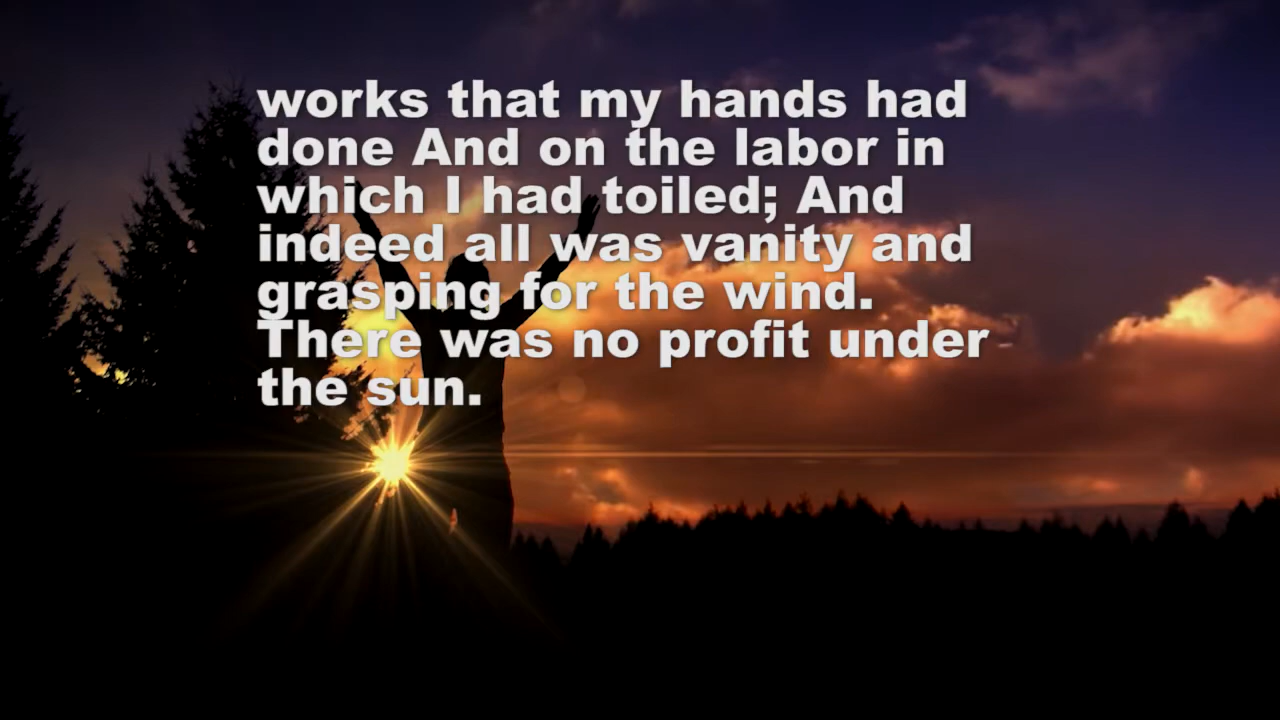 works that my hands had
done And on the labor in
which I had toiled; And
indeed all was vanity and
grasping for the wind.
There was no profit under
the sun.